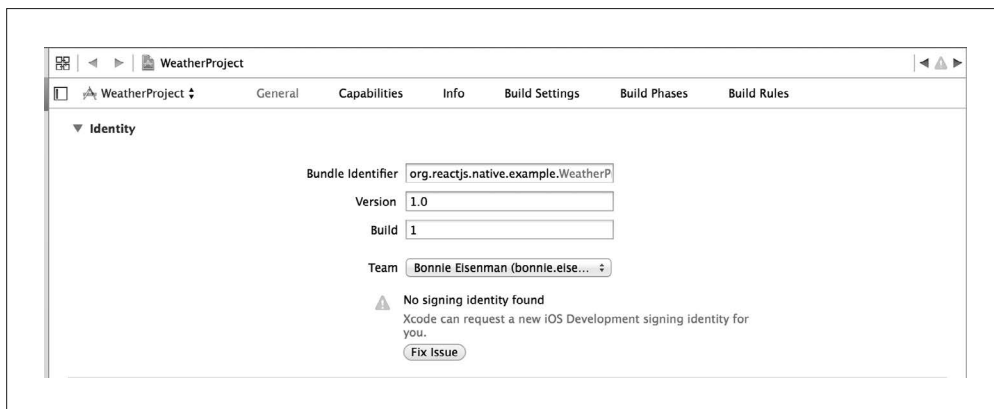 WeatherProject
WeatherProject General Capabilities Info Build Settings Build Phases Build Rules
Identity
Bundle Identifier org.reactjs.native.example.WeatherP
Version 1.0
Build 1
Team Bonnie Eisenman (bonnie.eise...
No signing identity found
Xcode can request a new iOS Development signing identity for
you.
Fix Issue